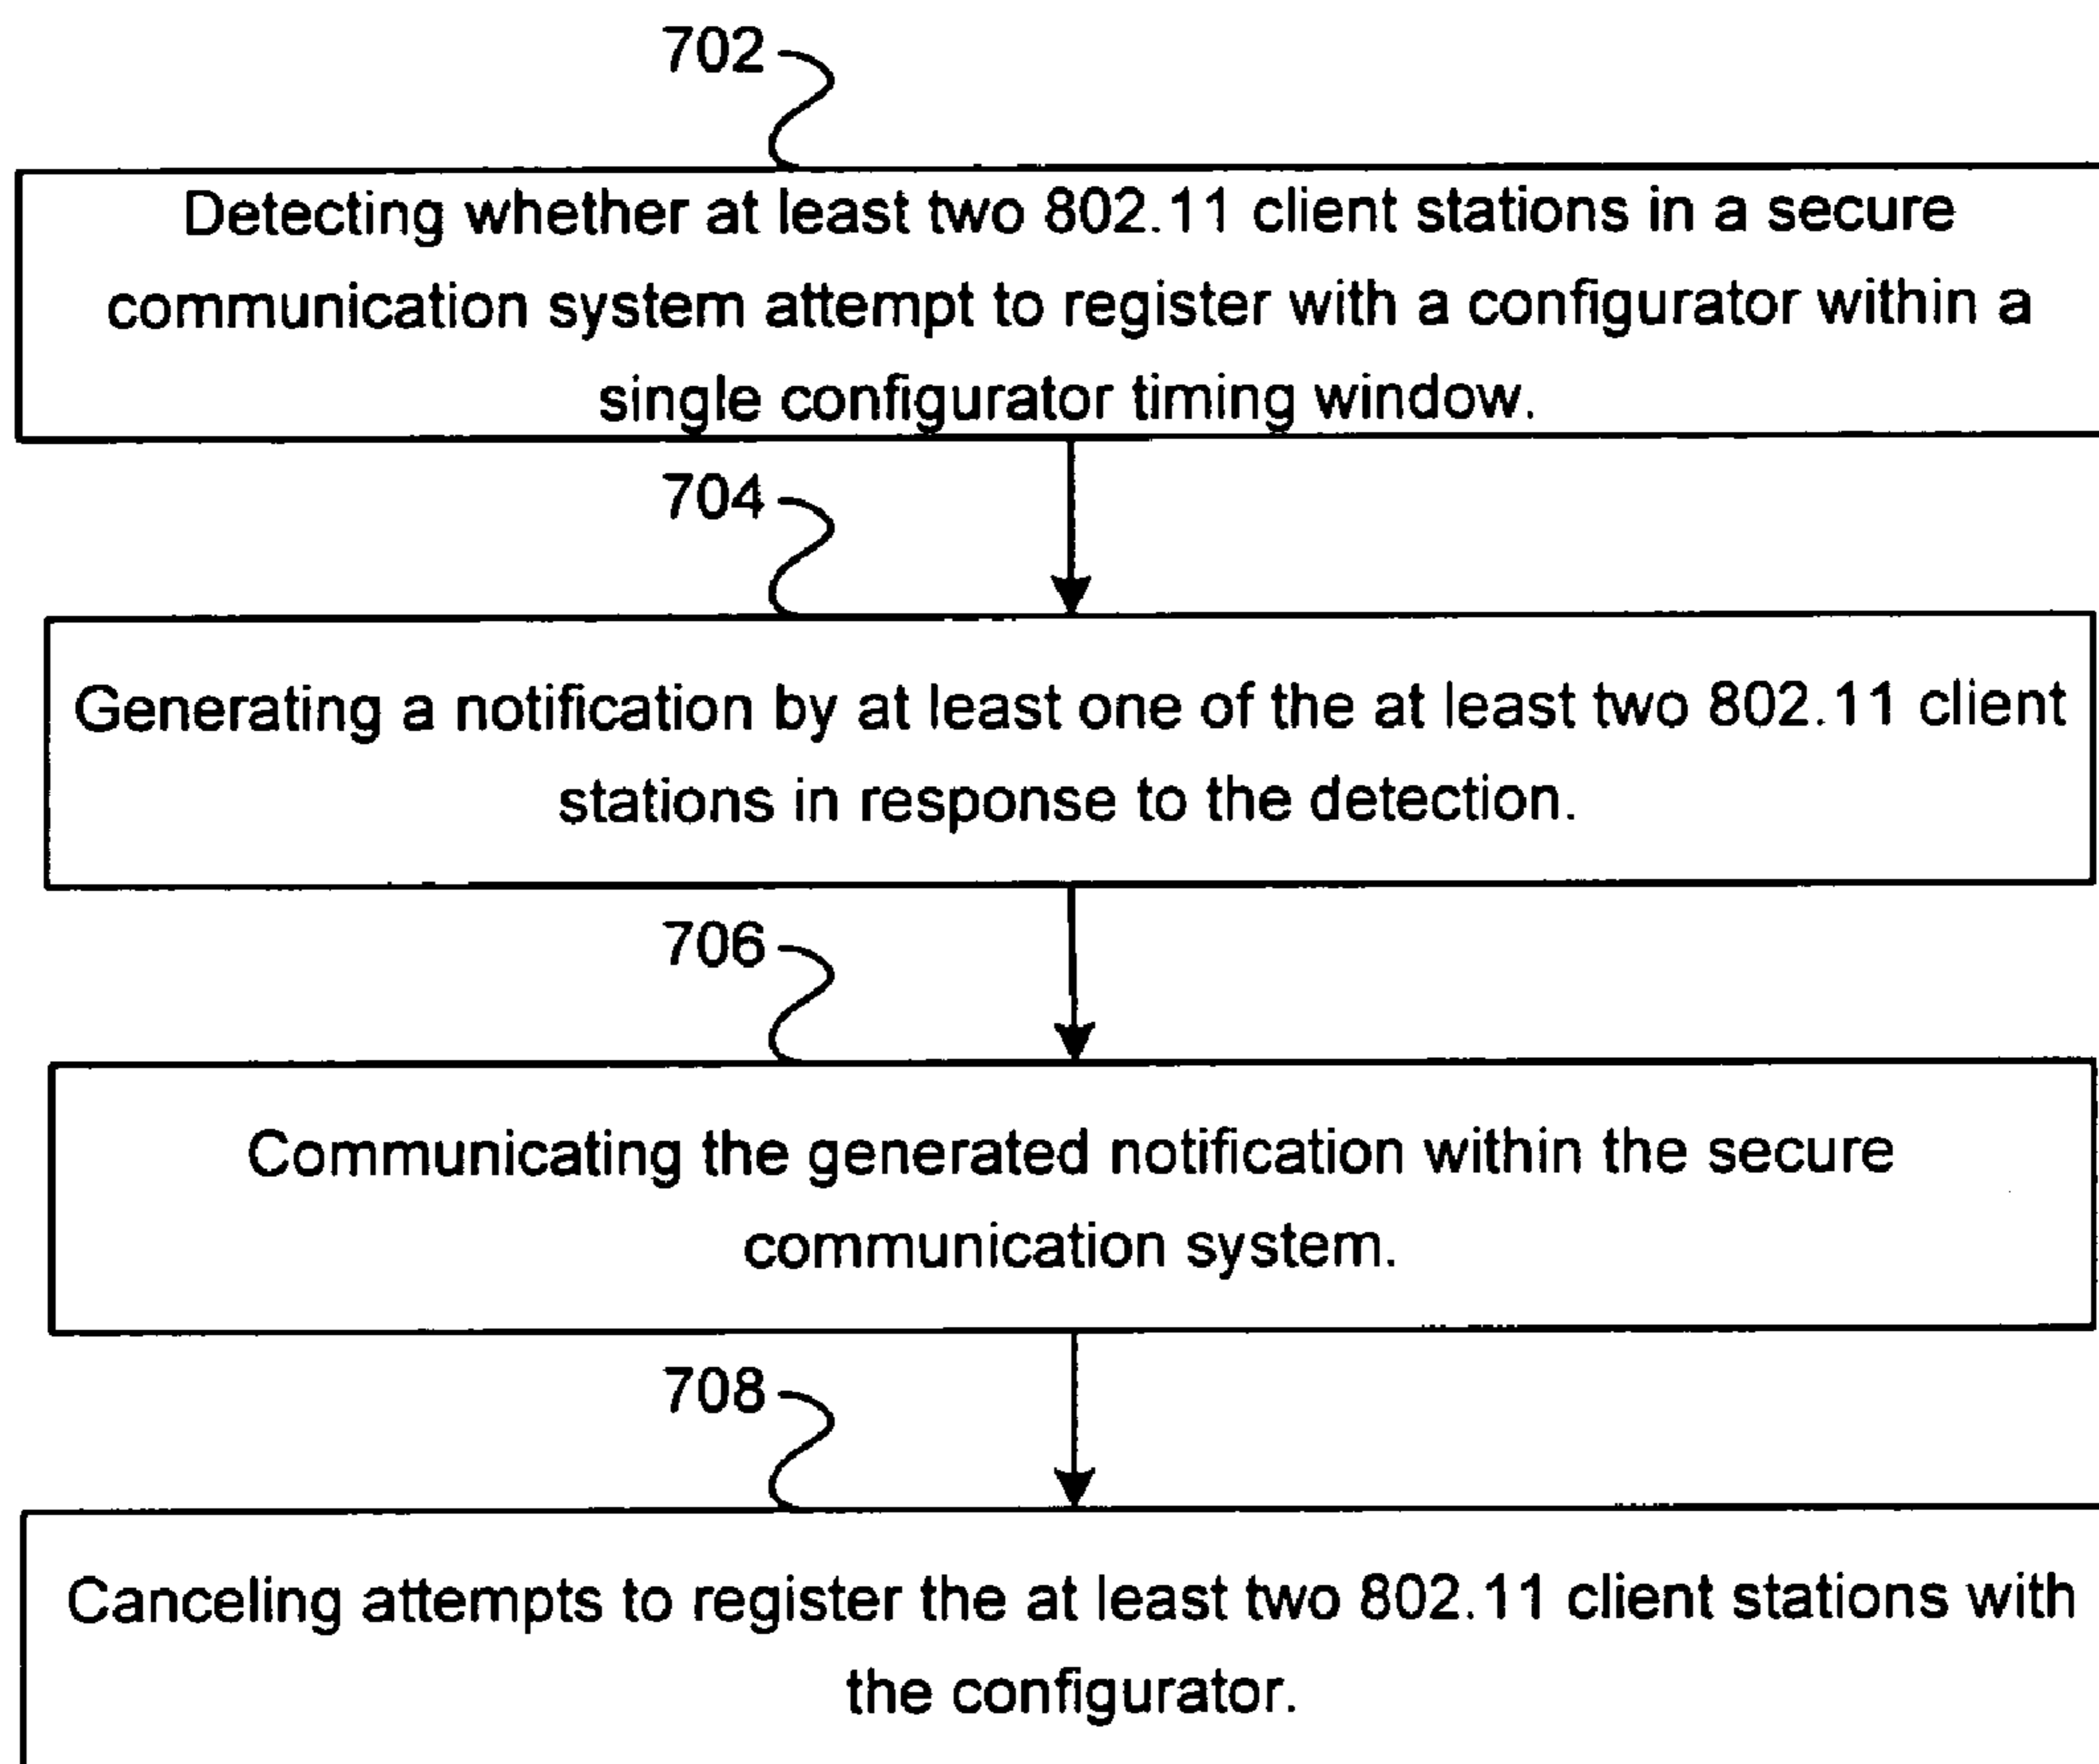 702
Detecting whether at least two 802.11 client stations in a secure
communication system attempt to register with a configurator within a
single configurator timing window.
704
Generating a notification by at least one of the at least two 802.11 client
stations in response to the detection.
706
Communicating the generated notification within the secure
communication system.
708
Canceling attempts to register the at least two 802.11 client stations with
the configurator.